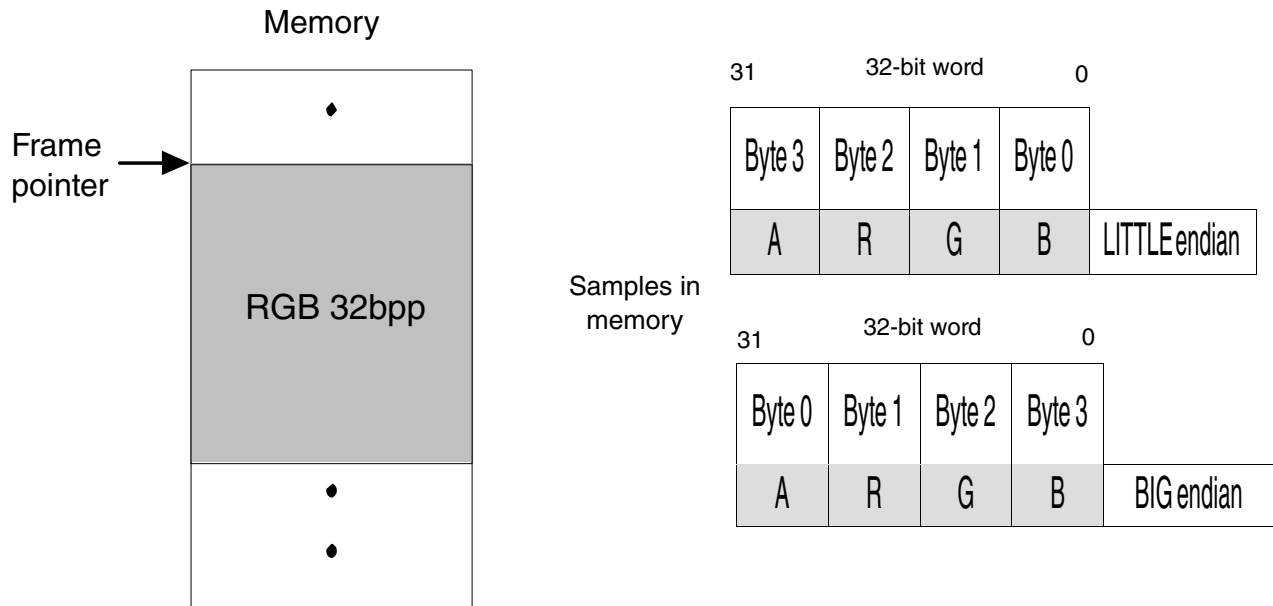 Memory
Frame
pointer
RGB 32bpp
Samples in
memory
31 32-bit word 0
Byte 3 Byte 2 Byte 1 Byte 0
A R G B LITTLE endian
31 32-bit word 0
Byte 0 Byte 1 Byte 2 Byte 3
A R G B BIG endian